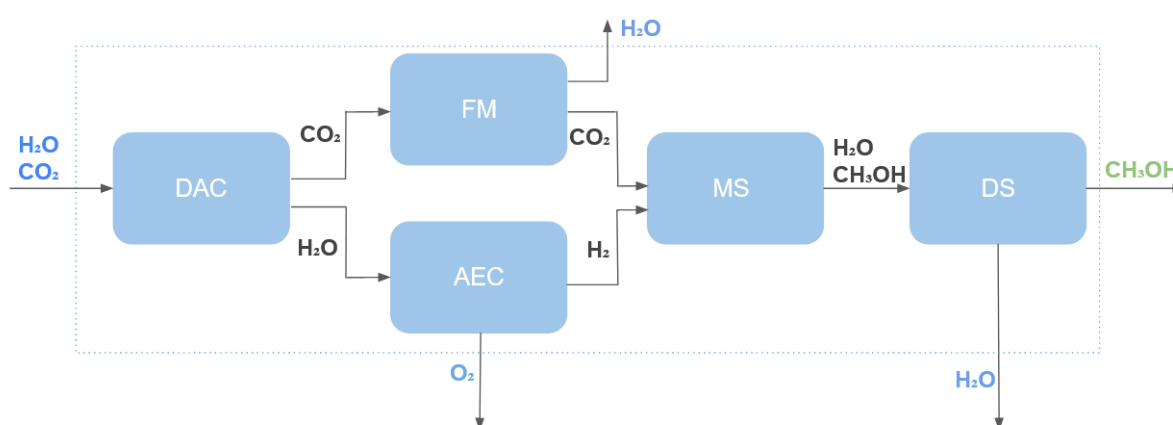 H₂O
FM
CO₂
CO₂
H₂O
CO₂
DAC
MS
H₂O
CH₃OH
DS
CH₃OH
H₂O
H₂
AEC
O₂
H₂O